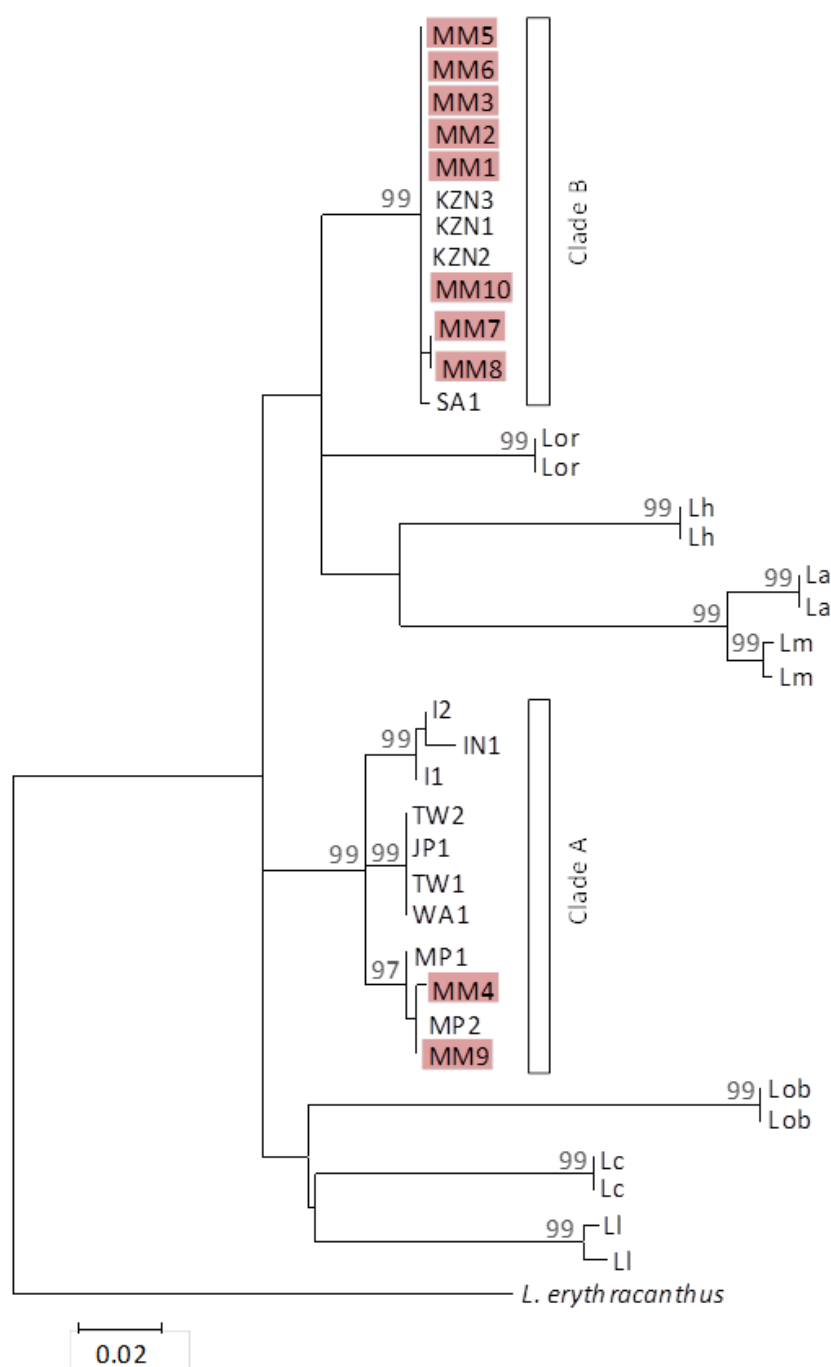 MM5
MM6
MM3
MM2
MM1
99
KZN3
KZN1
KZN2
MM10
MM7
MM8
SA1
Clade B
99
Lor
Lor
99
Lh
Lh
99
La
La
99
99
Lm
Lm
I2
99
IN1
I1
TW2
JP1
99
99
TW1
WA1
Clade A
MP1
97
MM4
MP2
MM9
99
Lob
Lob
99
Lc
Lc
99
Ll
Ll
L. erythracanthus
0.02